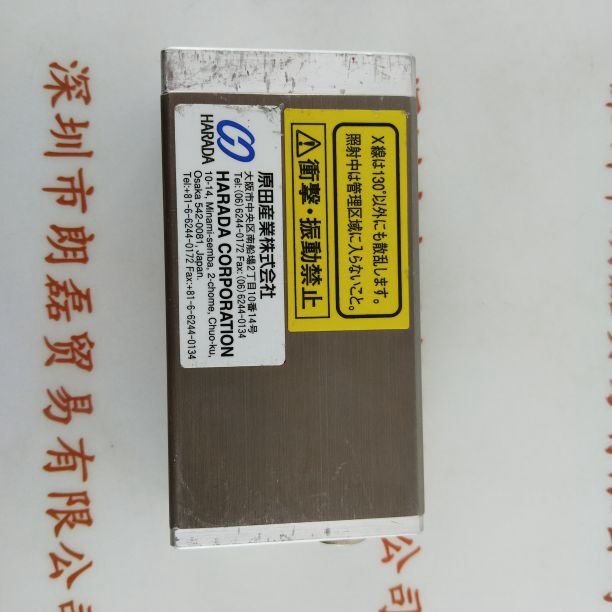 深圳市朗磊贸易有限公司
HARADA
原田産業株式会社
大阪市中央区南船場2丁目10番14号
Tel:(06)6244-0172 Fax:(06)6244-0134
HARADA CORPORATION
10-14, Minami-semba, 2-chome, Chuo-ku,
Osaka 542-0081, Japan.
Tel:+81-6-6244-0172 Fax:+81-6-6244-0134
X線は130°以外にも散乱します。
照射中は管理区域に入らないこと。
衝撃・振動禁止
公司